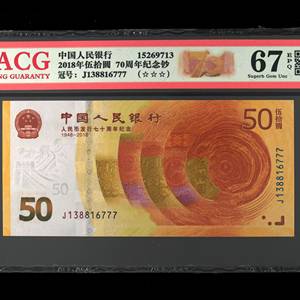 ACG
NG GUARANTY
中国人民银行 15269713
2018年伍拾圆 70周年纪念钞
冠号: J138816777 (☆☆☆)
67 EPQ
Superb Gem Unc
中国人民银行
人民币发行七十周年纪念
1948-2018
50
伍拾圆
50
J138816777